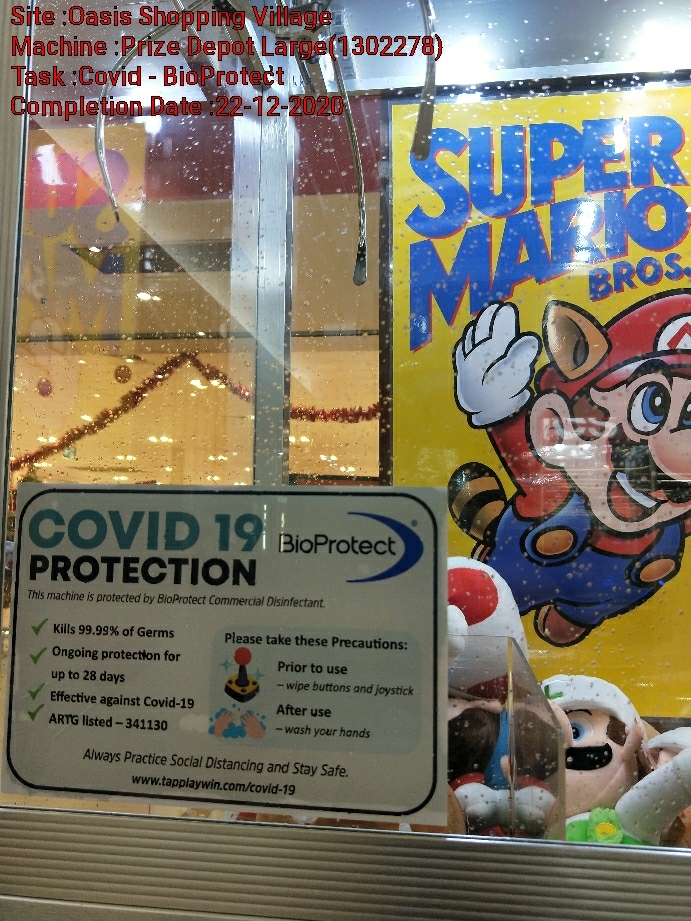 Site :Oasis Shopping Village
Machine :Prize Depot Large(1302278)
Task :Covid - BioProtect
Completion Date :22-12-2020
SUPER
MARIO
BROS.
COVID 19
PROTECTION
BioProtect
This machine is protected by BioProtect Commercial Disinfectant.
Kills 99.99% of Germs
Ongoing protection for
up to 28 days
Effective against Covid-19
ARTG listed – 341130
Please take these Precautions:
Prior to use
– wipe buttons and joystick
After use
– wash your hands
Always Practice Social Distancing and Stay Safe.
www.tapplaywin.com/covid-19